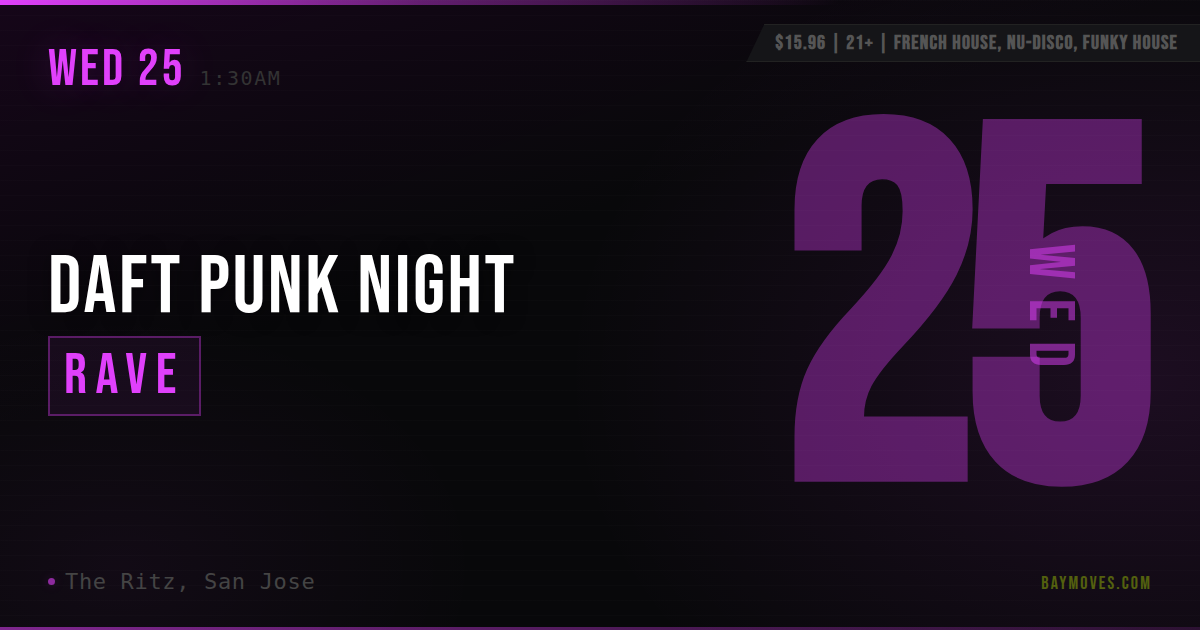 WED 25 1:30AM
$15.96 | 21+ | FRENCH HOUSE, NU-DISCO, FUNKY HOUSE
25
WED
DAFT PUNK NIGHT
RAVE
The Ritz, San Jose
BAYMOVES.COM